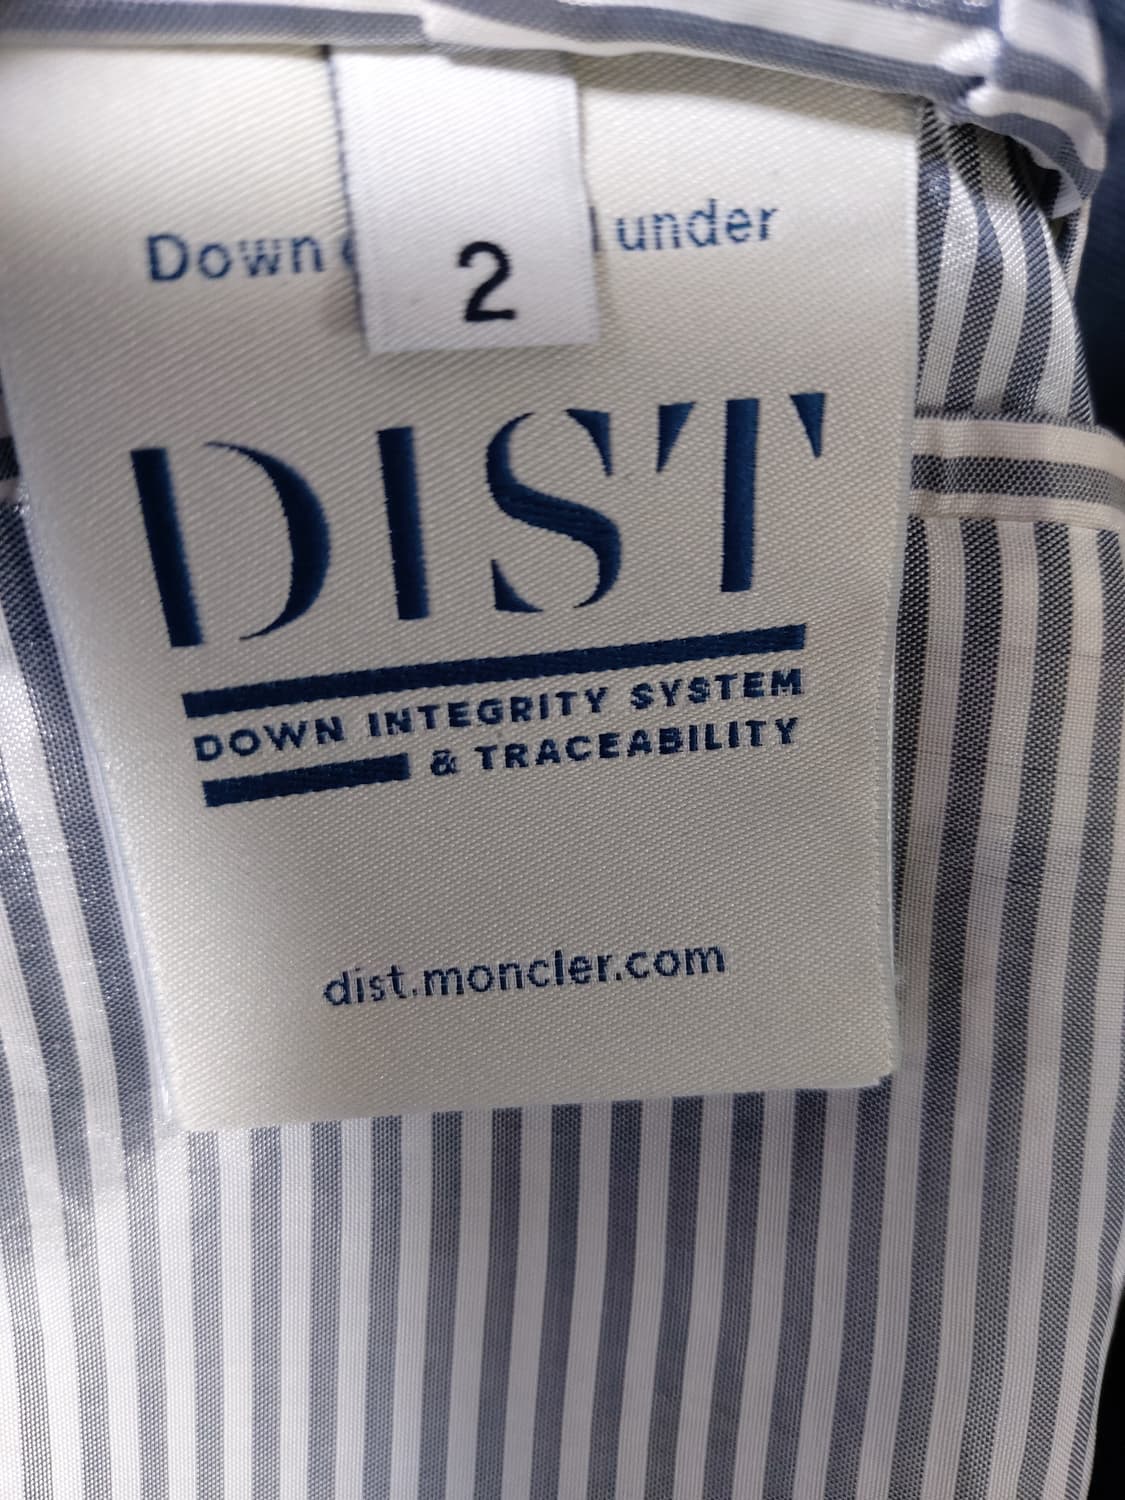 Down under
2
DIST
DOWN INTEGRITY SYSTEM
& TRACEABILITY
dist.moncler.com